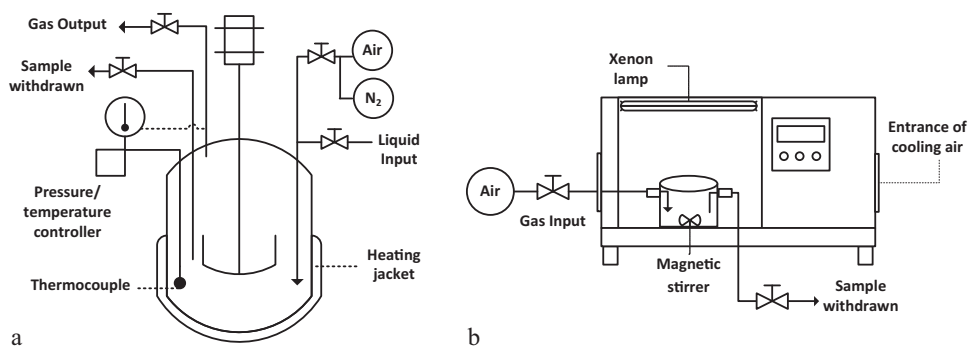 Gas Output
Sample
withdrawn
Air
N2
Liquid
Input
Pressure/
temperature
controller
Thermocouple
Heating
jacket
a
Xenon
lamp
Entrance of
cooling air
Air
Gas Input
Magnetic
stirrer
Sample
withdrawn
b